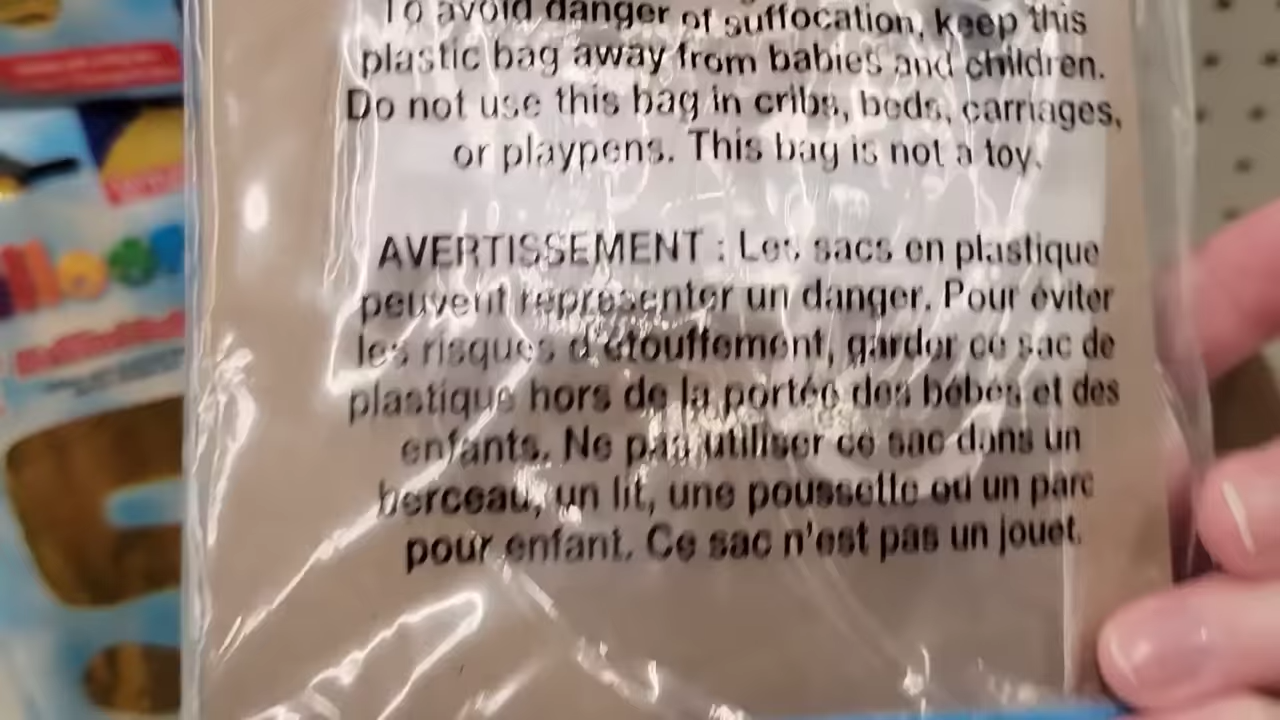 To avoid danger of suffocation, keep this
plastic bag away from babies and children.
Do not use this bag in cribs, beds, carriages,
or playpens. This bag is not a toy.
AVERTISSEMENT : Les sacs en plastique
peuvent représenter un danger. Pour éviter
les risques d'étouffement, garder ce sac de
plastique hors de la portée des bébés et des
enfants. Ne pas utiliser ce sac dans un
berceau, un lit, une poussette ou un parc
pour enfant. Ce sac n'est pas un jouet.